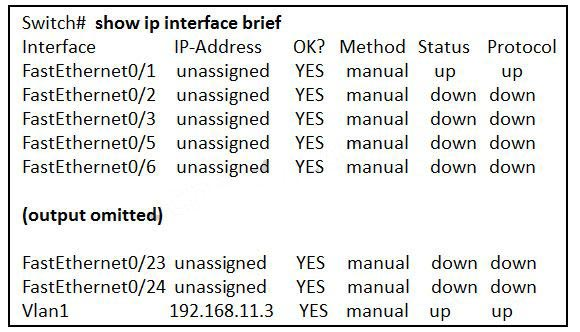 Switch# show ip interface brief
Interface IP-Address OK? Method Status Protocol
FastEthernet0/1 unassigned YES manual up up
FastEthernet0/2 unassigned YES manual down down
FastEthernet0/3 unassigned YES manual down down
FastEthernet0/5 unassigned YES manual down down
FastEthernet0/6 unassigned YES manual down down
(output omitted)
FastEthernet0/23 unassigned YES manual down down
FastEthernet0/24 unassigned YES manual down down
Vlan1 192.168.11.3 YES manual up up